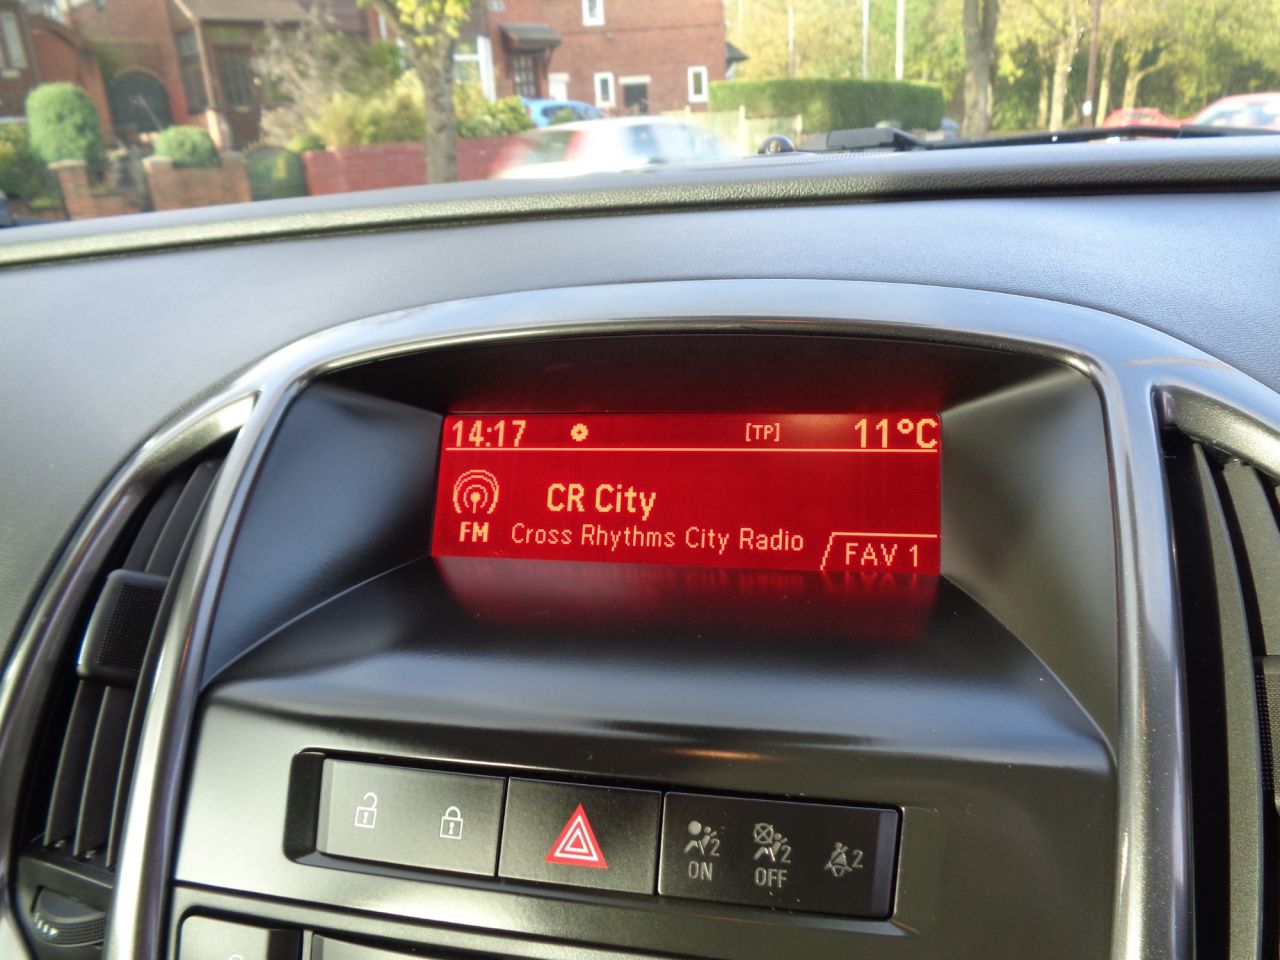 14:17 [TP] 11°C
CR City
FM Cross Rhythms City Radio
FAV 1
2 2 2
ON OFF